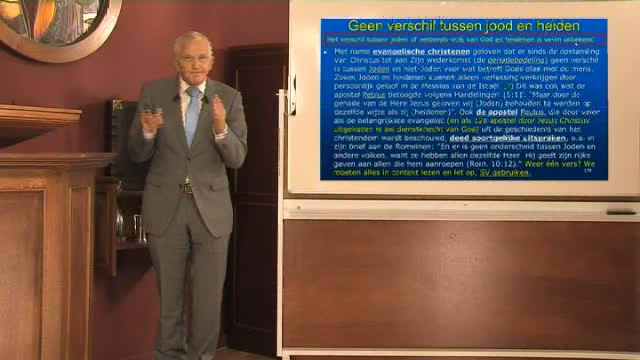 Geen verschil tussen jood en heiden
Het verschil tussen joden of verbonds-volk van God en heidenen is velen onbekend.
• Met name evangelische christenen geloven dat er sinds de opstanding
van Christus tot aan Zijn wederkomst (de genadebedeling) geen verschil
is tussen Joden en Niet-Joden voor wat betreft Gods plan met de mens.
Zowel Joden en heidenen kunnen alleen verlossing verkrijgen door
persoonlijk geloof in de Messias van de Israel. Dit was ook wat de
apostel Petrus betoogde volgens Handelingen "Maar door de
genade van de Here Jezus geloven wij (Joden) behouden te worden op
dezelfde wijze als zij (heidenen)". Ook de apostel Paulus, die door velen
als de belangrijkste evangelist (en als 12e apostel door Jezus Christus
uitgekozen is als dienstknecht van God) uit de geschiedenis van het
christendom wordt beschouwd, deed soortgelijke uitspraken, o.a. in
zijn brief aan de Romeinen: "En er is geen onderscheid tussen Joden en
andere volken, want ze hebben allen dezelfde Heer. Hij geeft zijn rijke
gaven aan allen die hem aanroepen (Rom. 10:12)." Weer één vers? We
moeten alles in context lezen en let op, SV gebruiken.